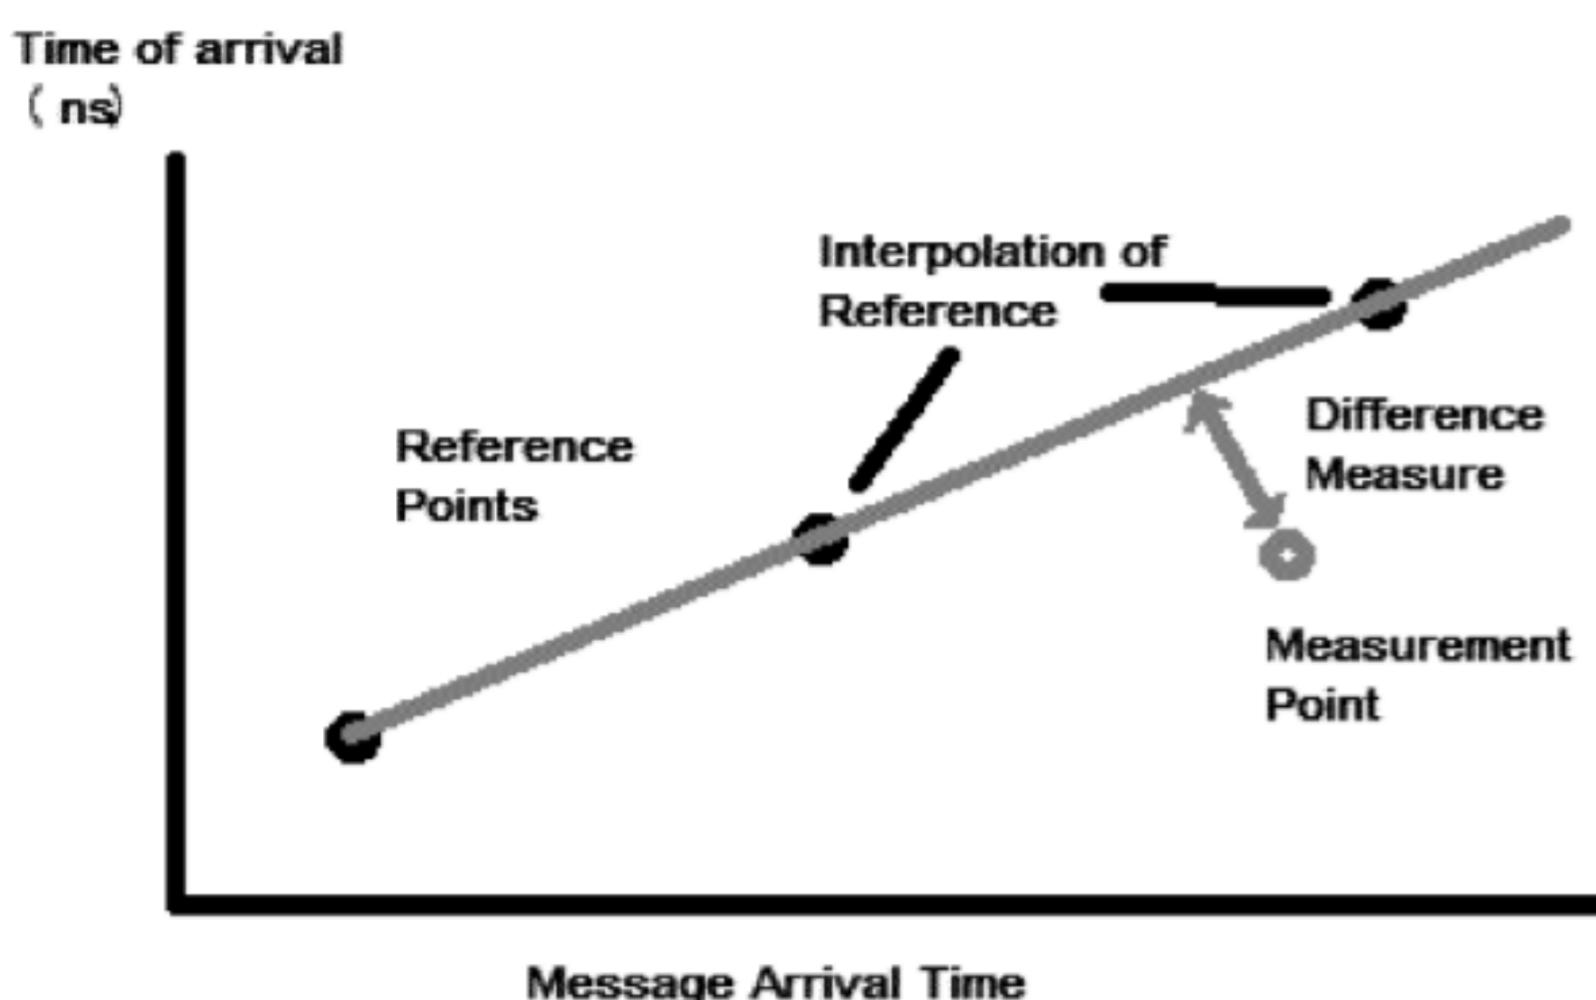 Time of arrival
( ns)
Interpolation of
Reference
Reference
Points
Difference
Measure
Measurement
Point
Message Arrival Time